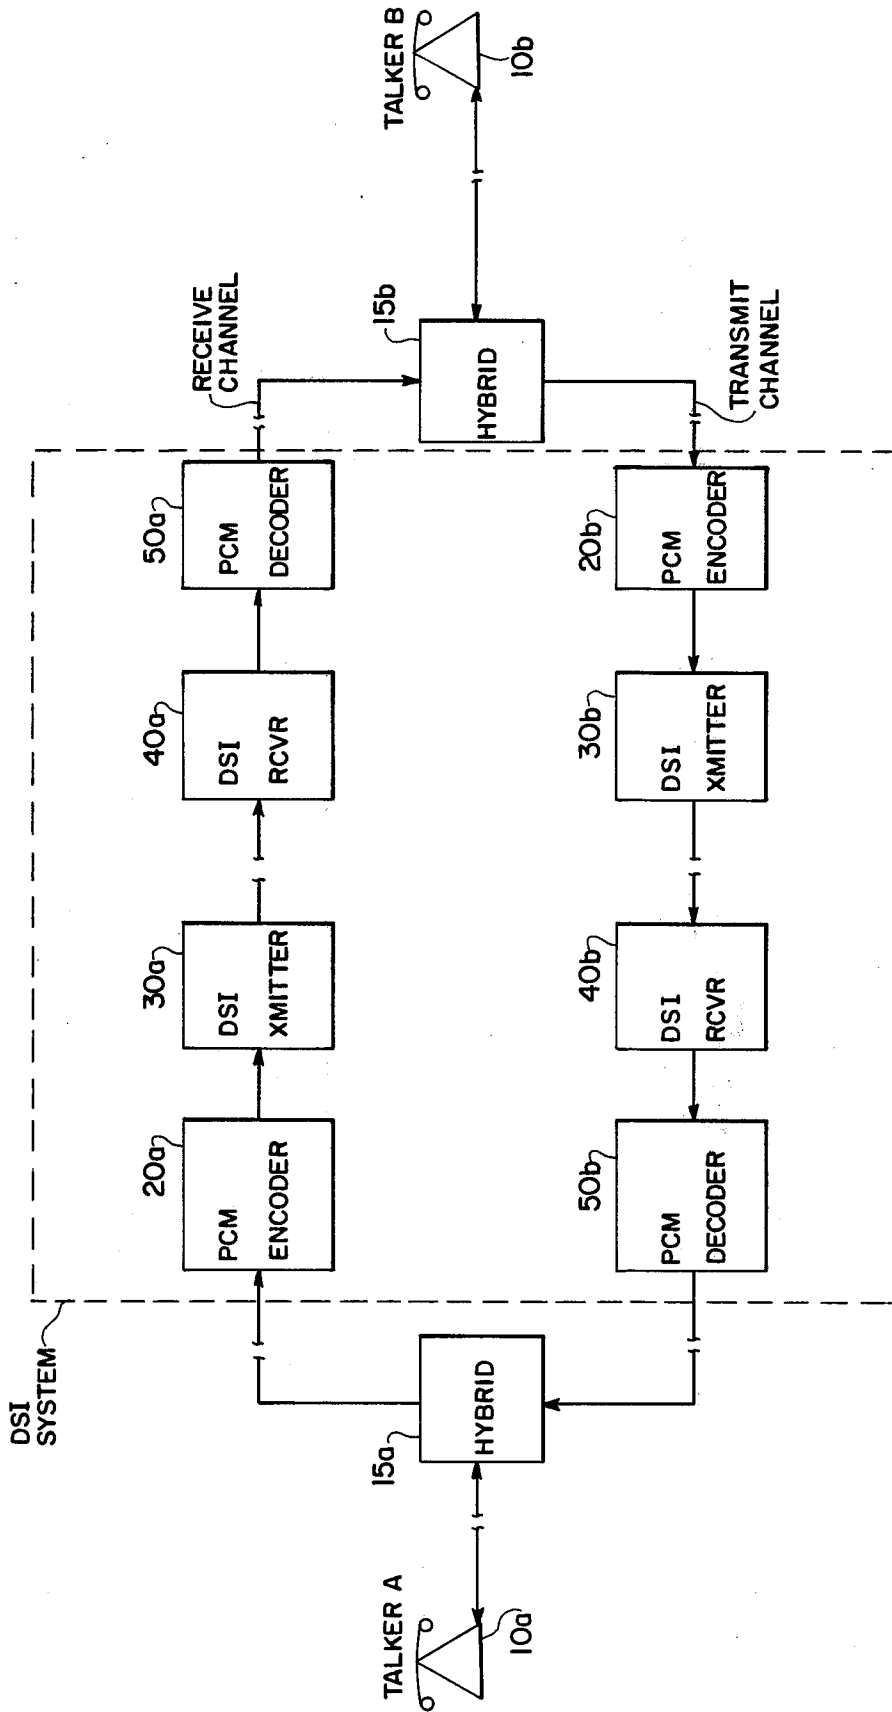 DSI
SYSTEM
20a
PCM
ENCODER
30a
DSI
XMITTER
40a
DSI
RCVR
50a
PCM
DECODER
RECEIVE
CHANNEL
TALKER A
10a
15a
HYBRID
15b
HYBRID
TALKER B
10b
50b
PCM
DECODER
40b
DSI
RCVR
30b
DSI
XMITTER
20b
PCM
ENCODER
TRANSMIT
CHANNEL